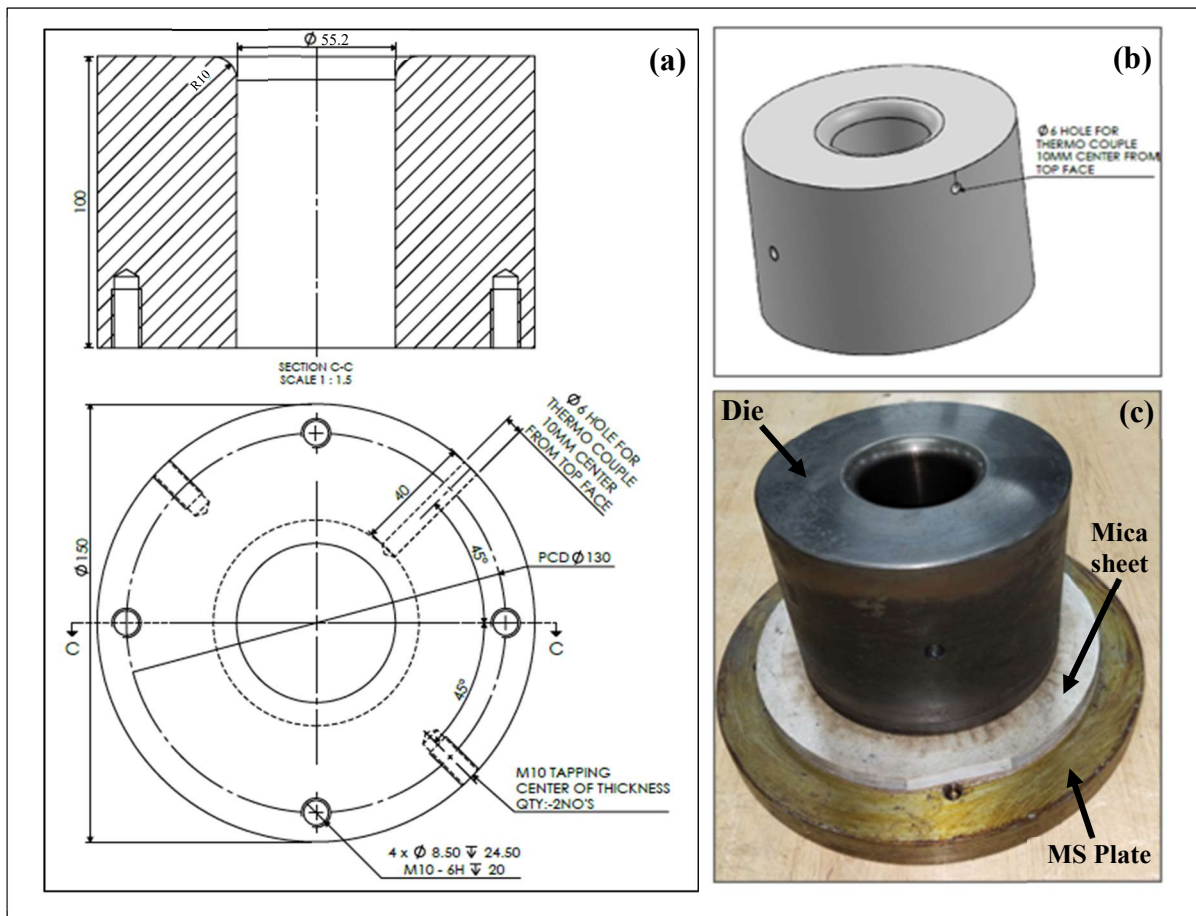 (a)
Ø 55.2
R10
100
SECTION C-C
SCALE 1 : 1.5
Ø 6 HOLE FOR
THERMO COUPLE
10MM CENTER
FROM TOP FACE
40
45°
PCD Ø 130
Ø 150
C
C
45°
M10 TAPPING
CENTER OF THICKNESS
QTY:-2NO'S
4 x Ø 8.50 ↧ 24.50
M10 - 6H ↧ 20
(b)
Ø 6 HOLE FOR
THERMO COUPLE
10MM CENTER FROM
TOP FACE
(c)
Die
Mica
sheet
MS Plate